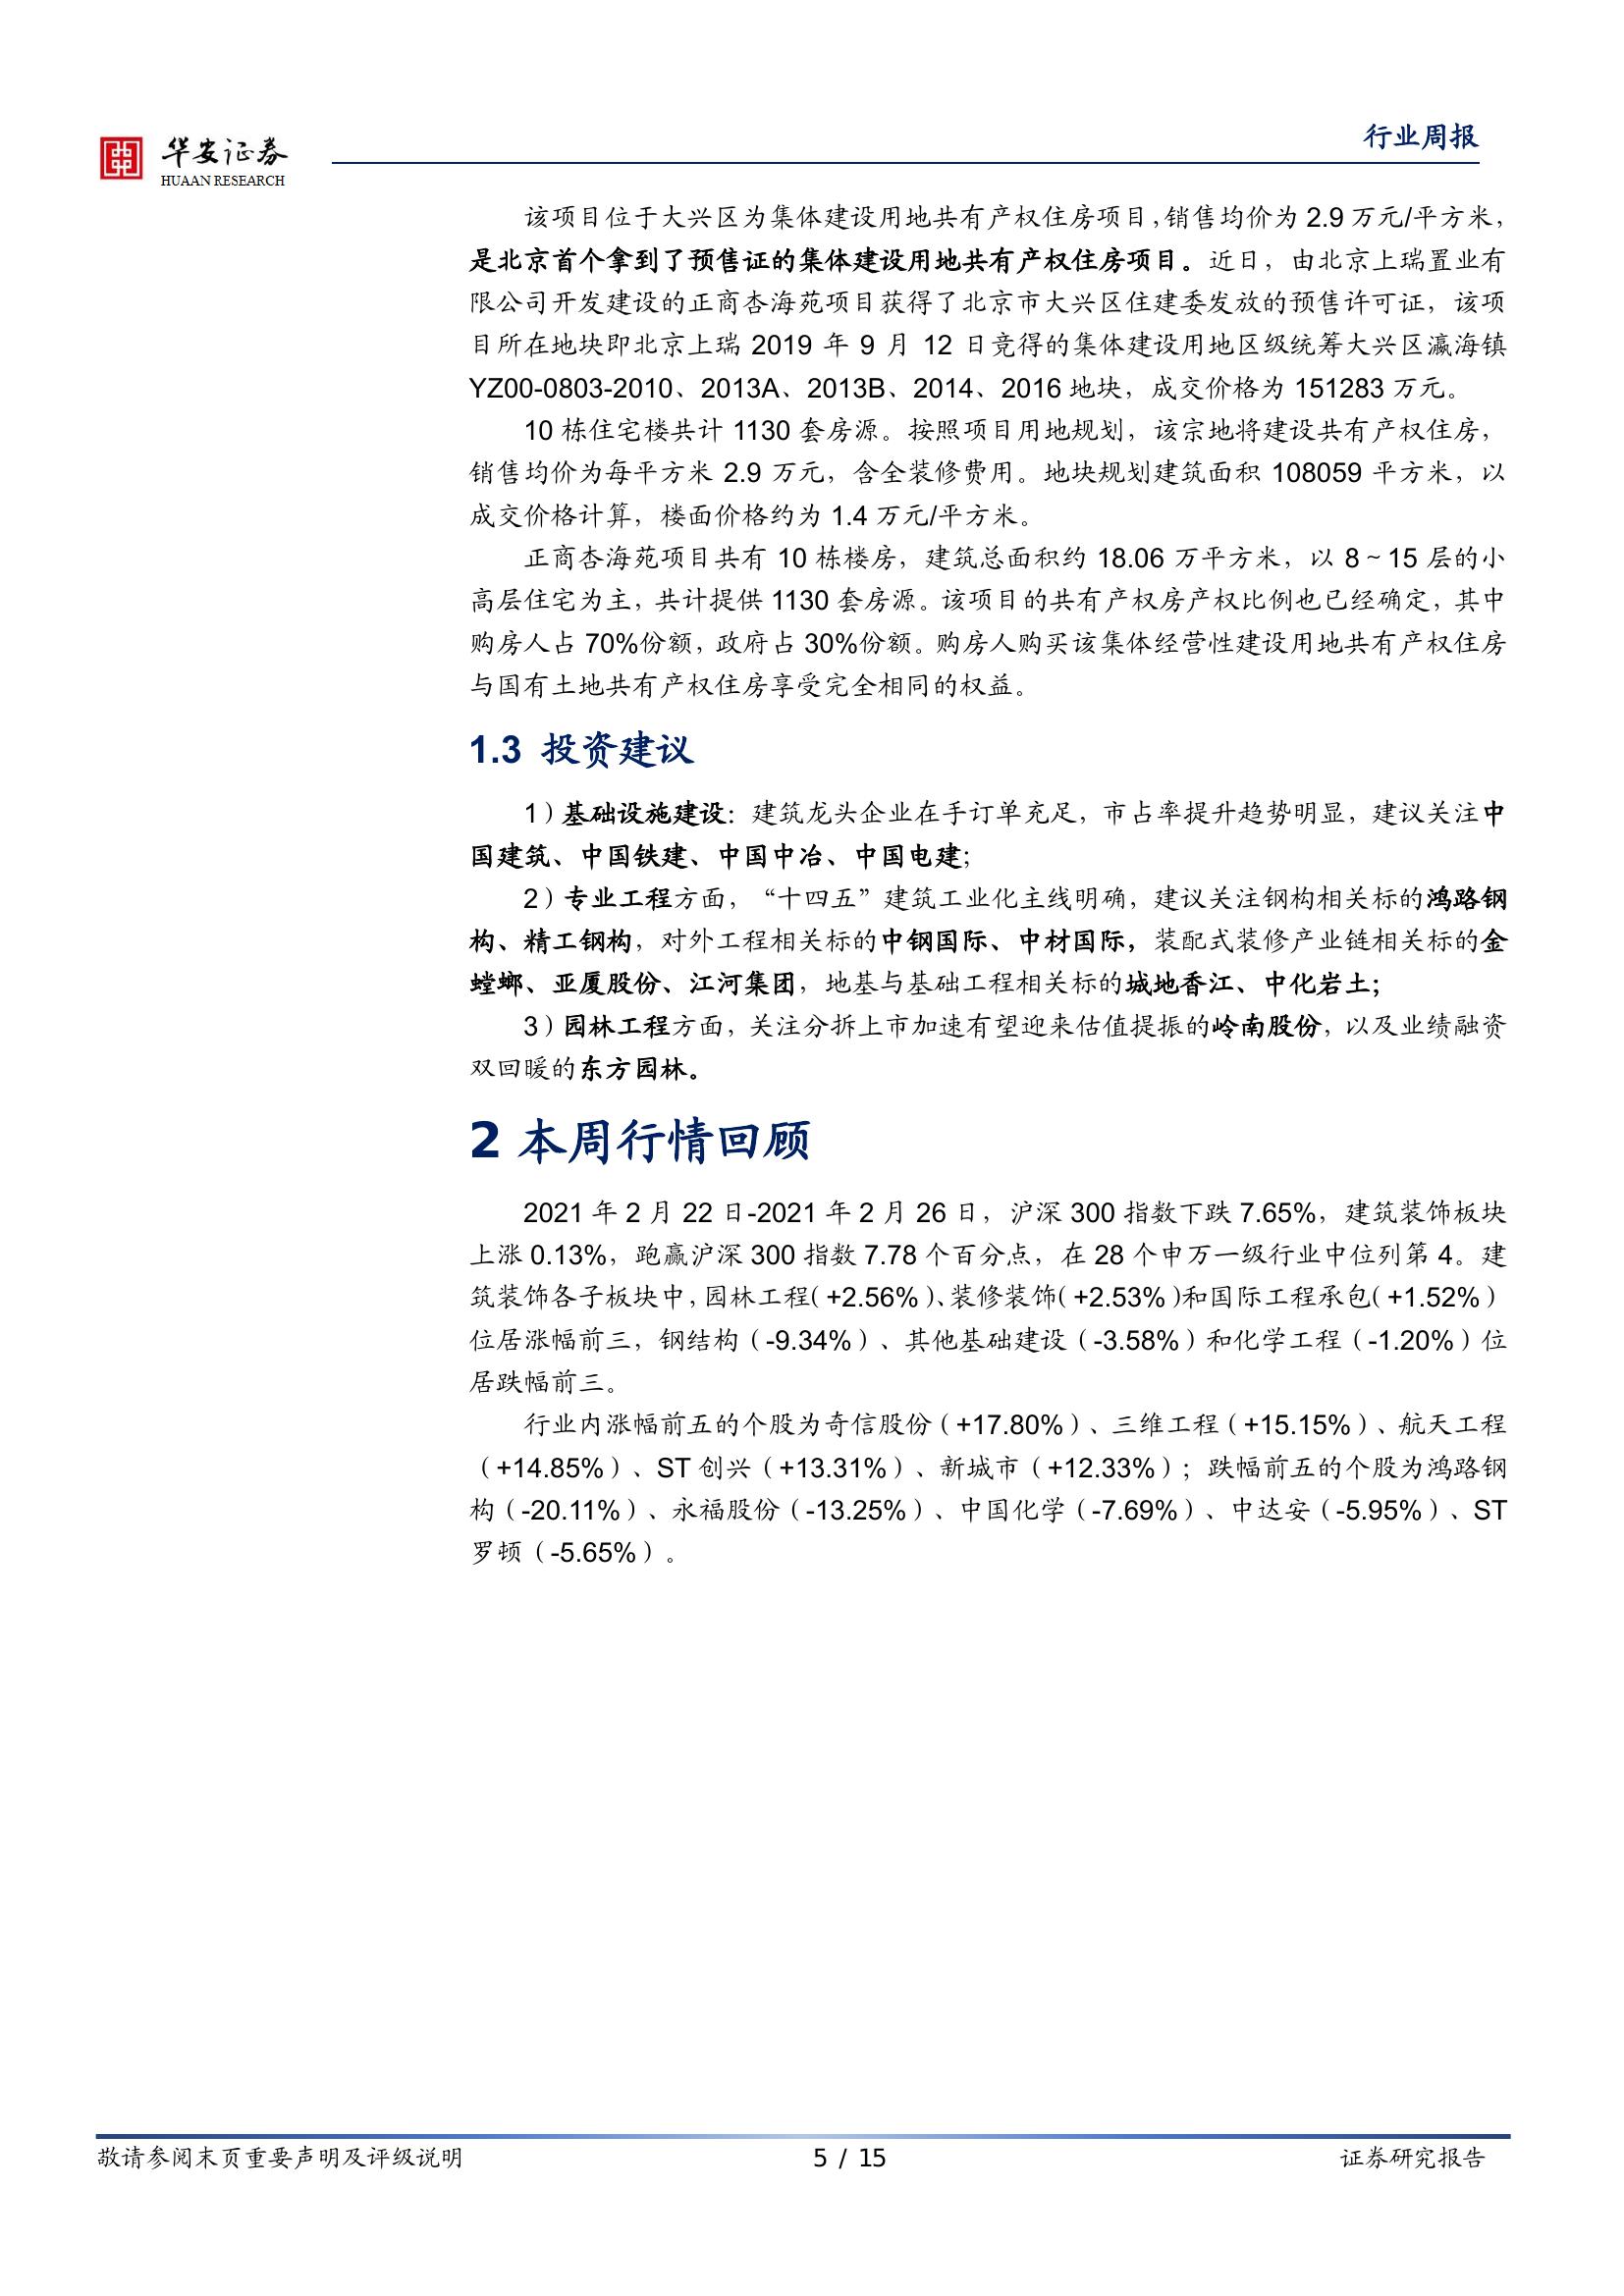 华安证券
HUAAN RESEARCH
行业周报
该项目位于大兴区为集体建设用地共有产权住房项目，销售均价为 2.9 万元/平方米，
是北京首个拿到了预售证的集体建设用地共有产权住房项目。近日，由北京上瑞置业有
限公司开发建设的正商杏海苑项目获得了北京市大兴区住建委发放的预售许可证，该项
目所在地块即北京上瑞 2019 年 9 月 12 日竞得的集体建设用地区级统筹大兴区瀛海镇
YZ00-0803-2010、2013A、2013B、2014、2016 地块，成交价格为 151283 万元。
10 栋住宅楼共计 1130 套房源。按照项目用地规划，该宗地将建设共有产权住房，
销售均价为每平方米 2.9 万元，含全装修费用。地块规划建筑面积 108059 平方米，以
成交价格计算，楼面价格约为 1.4 万元/平方米。
正商杏海苑项目共有 10 栋楼房，建筑总面积约 18.06 万平方米，以 8~15 层的小
高层住宅为主，共计提供 1130 套房源。该项目的共有产权房产权比例也已经确定，其中
购房人占 70%份额，政府占 30%份额。购房人购买该集体经营性建设用地共有产权住房
与国有土地共有产权住房享受完全相同的权益。
1.3 投资建议
1）基础设施建设：建筑龙头企业在手订单充足，市占率提升趋势明显，建议关注中
国建筑、中国铁建、中国中冶、中国电建；
2）专业工程方面，“十四五”建筑工业化主线明确，建议关注钢构相关标的鸿路钢
构、精工钢构，对外工程相关标的中钢国际、中材国际，装配式装修产业链相关标的金
螳螂、亚厦股份、江河集团，地基与基础工程相关标的城地香江、中化岩土；
3）园林工程方面，关注分拆上市加速有望迎来估值提振的岭南股份，以及业绩融资
双回暖的东方园林。
2 本周行情回顾
2021 年 2 月 22 日-2021 年 2 月 26 日，沪深 300 指数下跌 7.65%，建筑装饰板块
上涨 0.13%，跑赢沪深 300 指数 7.78 个百分点，在 28 个申万一级行业中位列第 4。建
筑装饰各子板块中，园林工程（+2.56%）、装修装饰（+2.53%）和国际工程承包（+1.52%）
位居涨幅前三，钢结构（-9.34%）、其他基础建设（-3.58%）和化学工程（-1.20%）位
居跌幅前三。
行业内涨幅前五的个股为奇信股份（+17.80%）、三维工程（+15.15%）、航天工程
（+14.85%）、ST 创兴（+13.31%）、新城市（+12.33%）；跌幅前五的个股为鸿路钢
构（-20.11%）、永福股份（-13.25%）、中国化学（-7.69%）、中达安（-5.95%）、ST
罗顿（-5.65%）。
敬请参阅末页重要声明及评级说明
5 / 15
证券研究报告